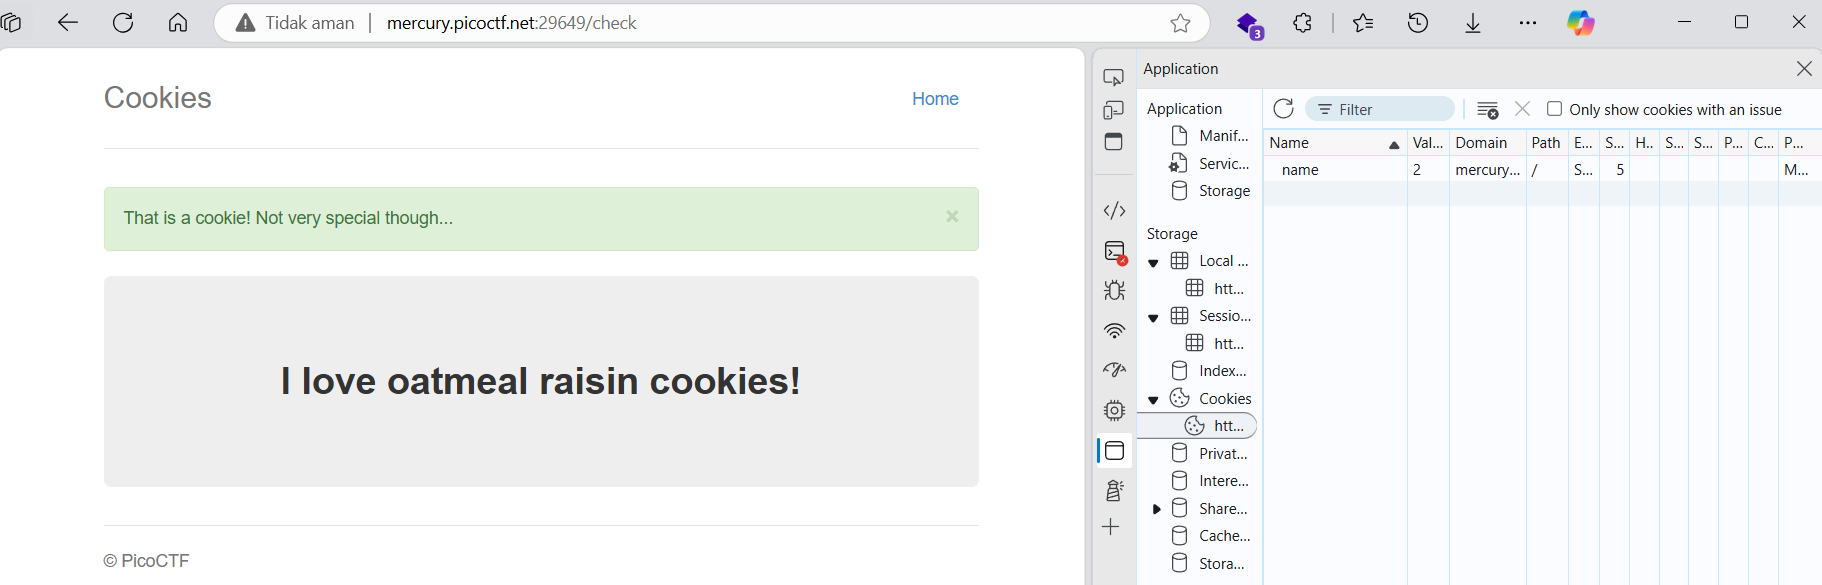 Tidak aman
mercury.picoctf.net:29649/check
3
Cookies
Home
That is a cookie! Not very special though...
×
I love oatmeal raisin cookies!
© PicoCTF
Application
Application
Manif...
Servic...
Storage
Storage
Local ...
htt...
Sessio...
htt...
Index...
Cookies
htt...
Privat...
Intere...
Share...
Cache...
Stora...
Filter
Only show cookies with an issue
Name Val... Domain Path E... S... H.. S... S... P... C... P...
name 2 mercury... / S... 5 M...